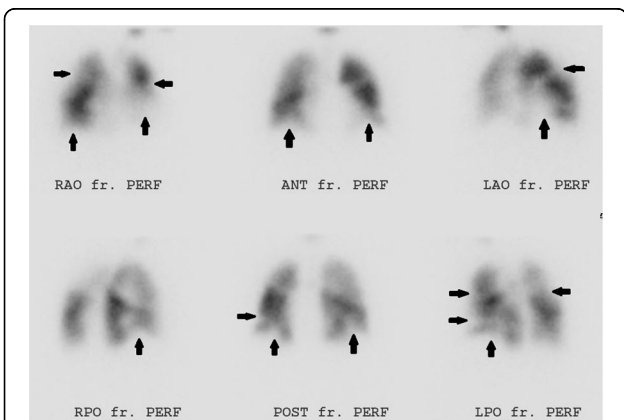 RAO fr. PERF
ANT fr. PERF
LAO fr. PERF
RPO fr. PERF
POST fr. PERF
LPO fr. PERF